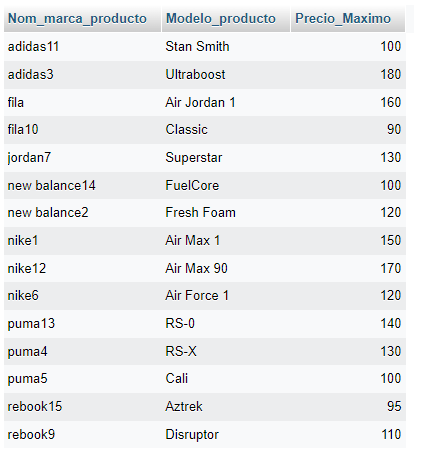 Nom_marca_producto Modelo_producto Precio_Maximo
adidas11 Stan Smith 100
adidas3 Ultraboost 180
fila Air Jordan 1 160
fila10 Classic 90
jordan7 Superstar 130
new balance14 FuelCore 100
new balance2 Fresh Foam 120
nike1 Air Max 1 150
nike12 Air Max 90 170
nike6 Air Force 1 120
puma13 RS-0 140
puma4 RS-X 130
puma5 Cali 100
rebook15 Aztrek 95
rebook9 Disruptor 110